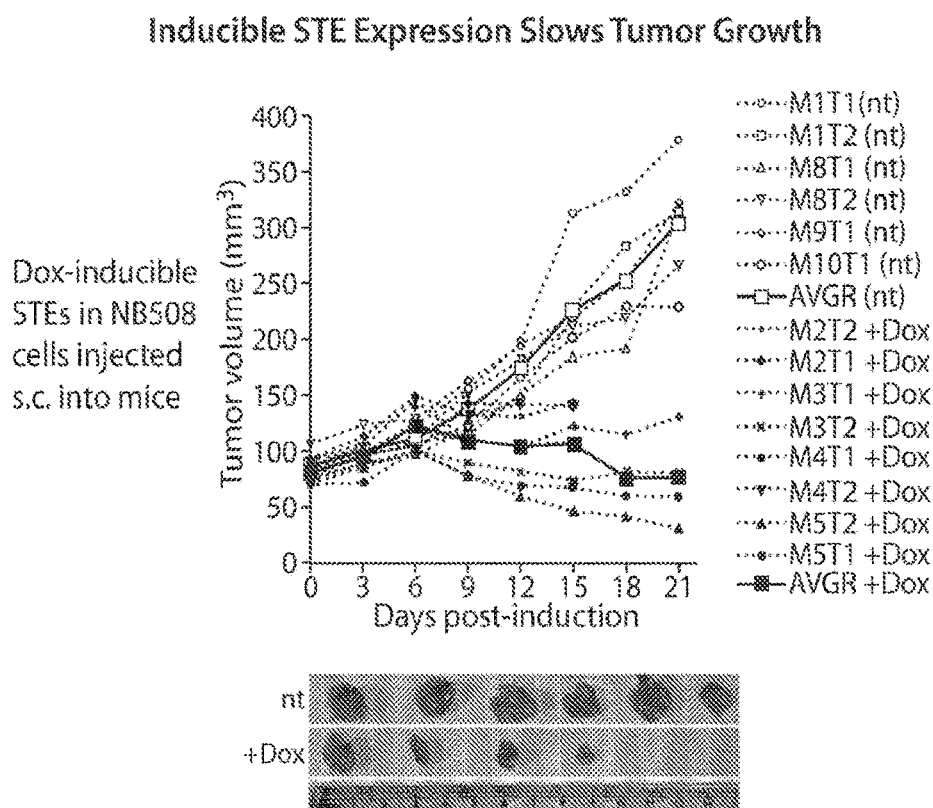 Inducible STE Expression Slows Tumor Growth
Dox-inducible
STEs in NB508
cells injected
s.c. into mice
Tumor volume (mm³)
400
350
300
250
200
150
100
50
0
0 3 6 9 12 15 18 21
Days post-induction
M1T1(nt)
M1T2 (nt)
M8T1 (nt)
M8T2 (nt)
M9T1 (nt)
M10T1 (nt)
AVGR (nt)
M2T2 +Dox
M2T1 +Dox
M3T1 +Dox
M3T2 +Dox
M4T1 +Dox
M4T2 +Dox
M5T2 +Dox
M5T1 +Dox
AVGR +Dox
nt
+Dox